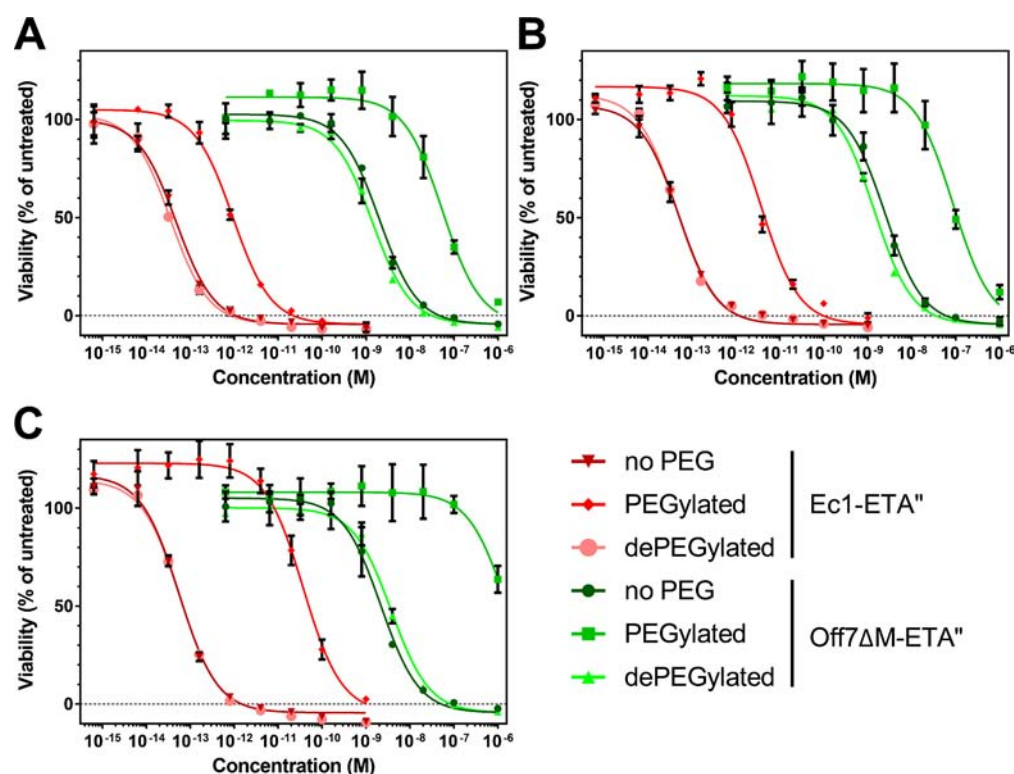 A
Viability (% of untreated)
100
50
0
10⁻¹⁵ 10⁻¹⁴ 10⁻¹³ 10⁻¹² 10⁻¹¹ 10⁻¹⁰ 10⁻⁹ 10⁻⁸ 10⁻⁷ 10⁻⁶
Concentration (M)
B
Viability (% of untreated)
100
50
0
10⁻¹⁵ 10⁻¹⁴ 10⁻¹³ 10⁻¹² 10⁻¹¹ 10⁻¹⁰ 10⁻⁹ 10⁻⁸ 10⁻⁷ 10⁻⁶
Concentration (M)
C
Viability (% of untreated)
100
50
0
10⁻¹⁵ 10⁻¹⁴ 10⁻¹³ 10⁻¹² 10⁻¹¹ 10⁻¹⁰ 10⁻⁹ 10⁻⁸ 10⁻⁷ 10⁻⁶
Concentration (M)
no PEG
PEGylated
dePEGylated
Ec1-ETA"
no PEG
PEGylated
dePEGylated
Off7ΔM-ETA"